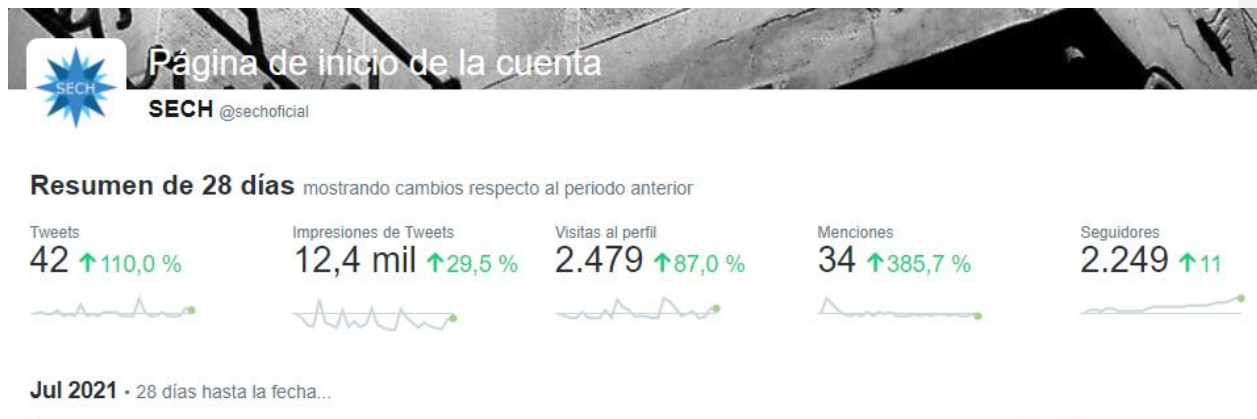 Página de inicio de la cuenta
SECH
SECH @sechoficial
Resumen de 28 días mostrando cambios respecto al periodo anterior
Tweets
42 ↑110,0 %
Impresiones de Tweets
12,4 mil ↑29,5 %
Visitas al perfil
2.479 ↑87,0 %
Menciones
34 ↑385,7 %
Seguidores
2.249 ↑11
Jul 2021 • 28 días hasta la fecha...